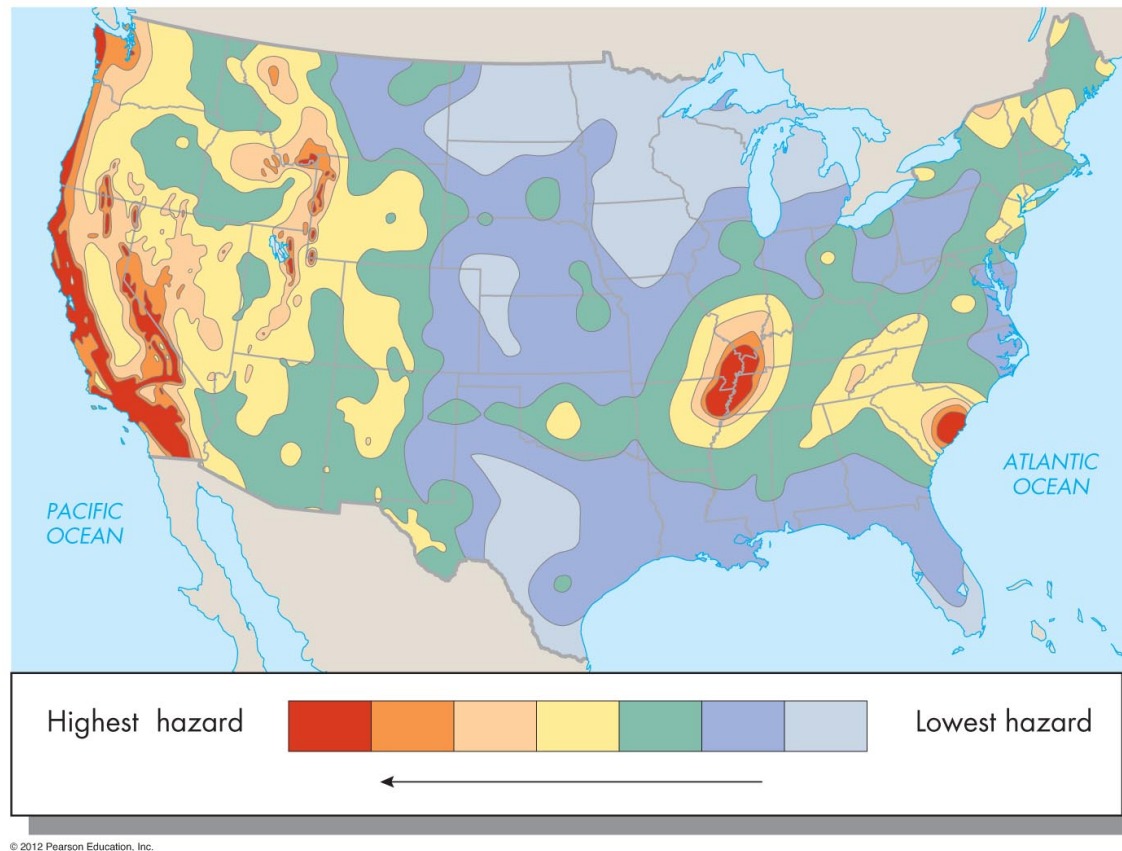 PACIFIC
OCEAN
ATLANTIC
OCEAN
Highest hazard
Lowest hazard
© 2012 Pearson Education, Inc.